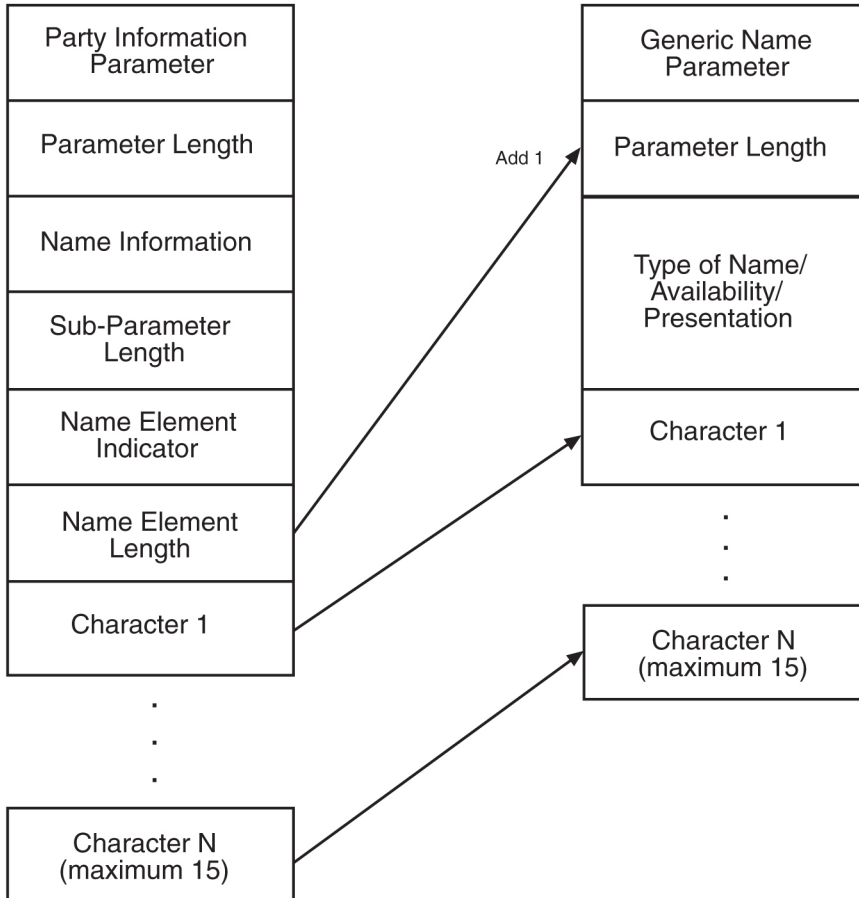 Party Information
Parameter
Parameter Length
Name Information
Sub-Parameter
Length
Name Element
Indicator
Name Element
Length
Character 1
Character N
(maximum 15)
Add 1
Generic Name
Parameter
Parameter Length
Type of Name/
Availability/
Presentation
Character 1
Character N
(maximum 15)